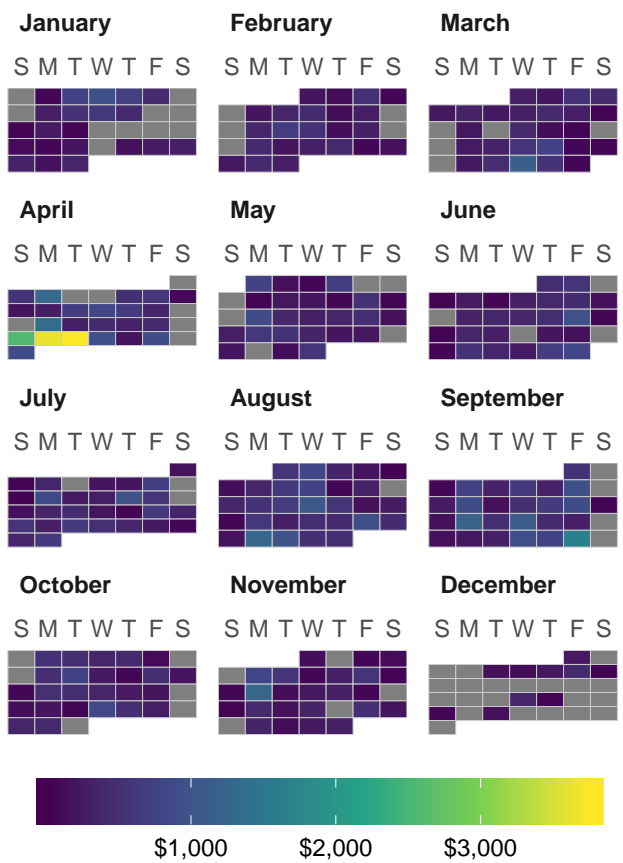 January February March
S M T W T F S S M T W T F S S M T W T F S
April May June
S M T W T F S S M T W T F S S M T W T F S
July August September
S M T W T F S S M T W T F S S M T W T F S
October November December
S M T W T F S S M T W T F S S M T W T F S
$1,000 $2,000 $3,000